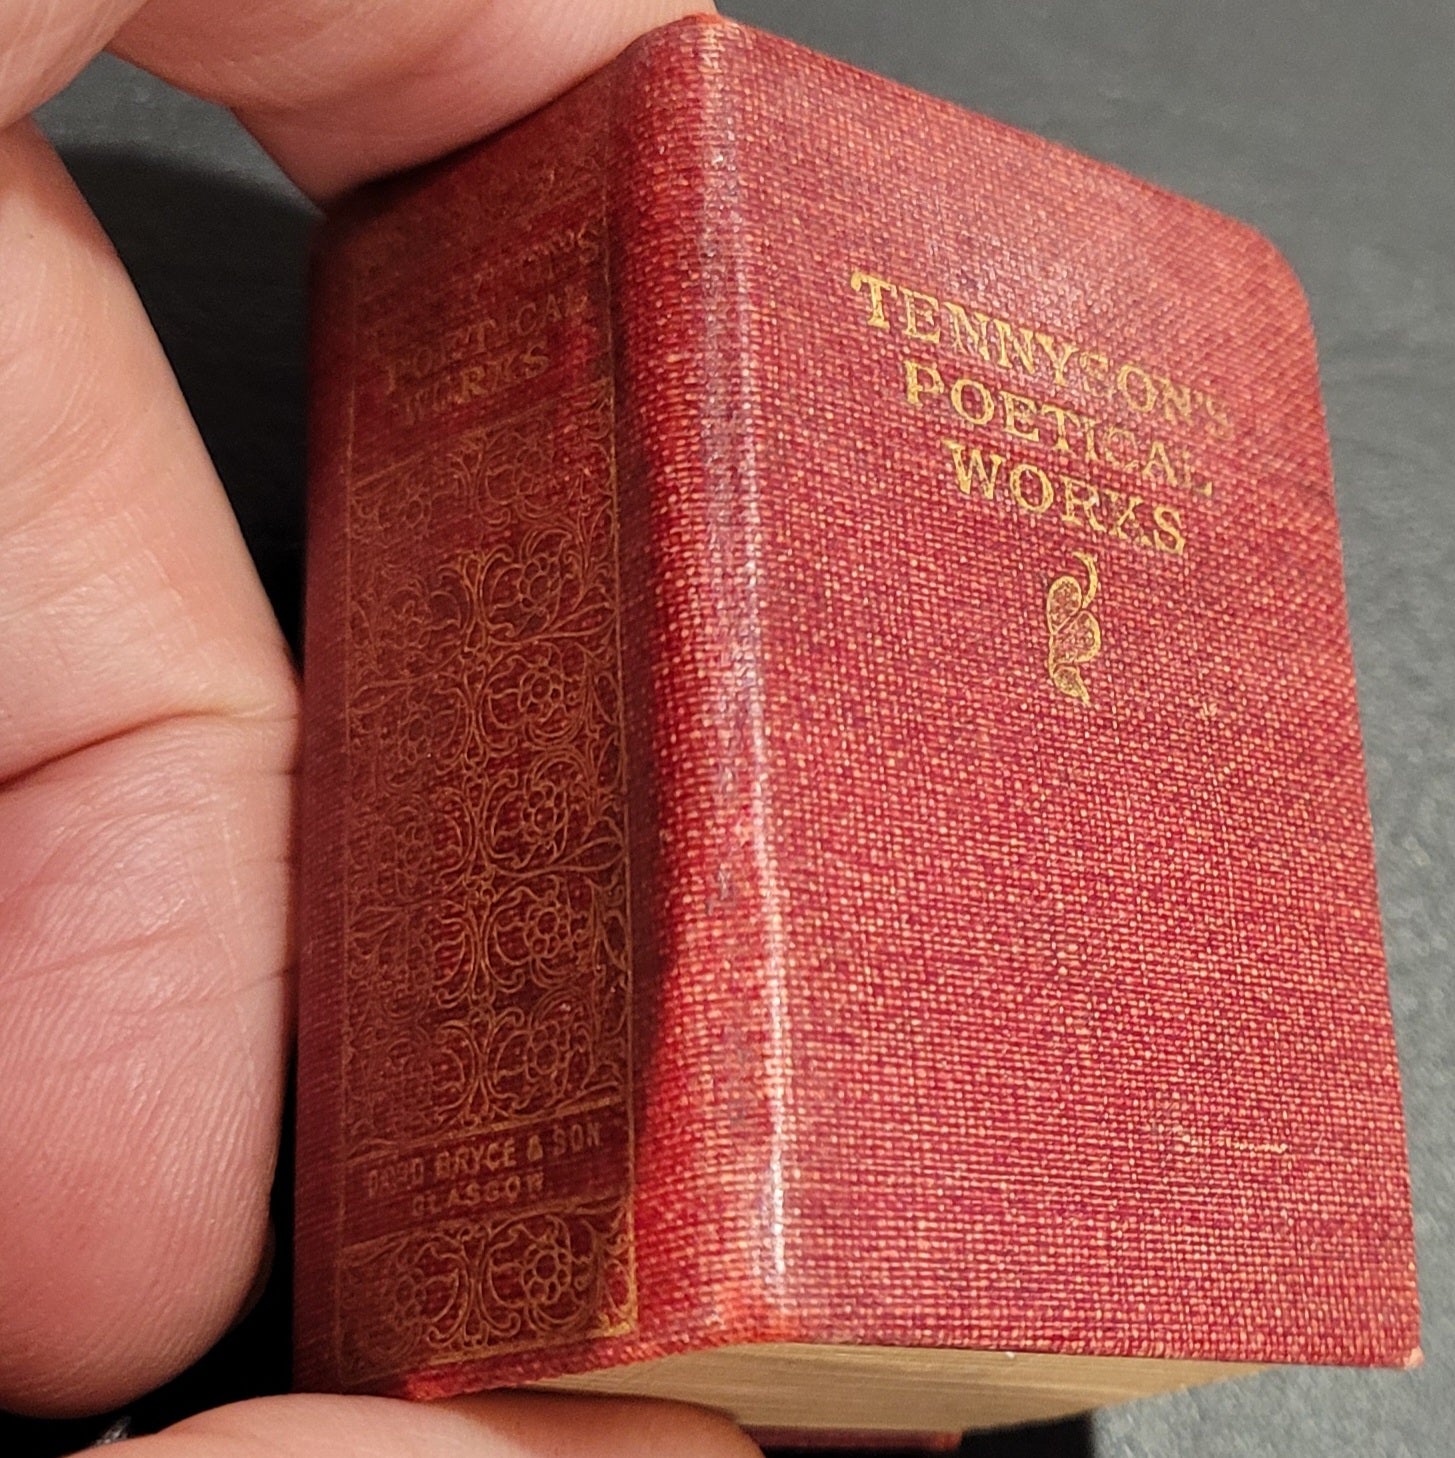 TENNYSON'S
POETICAL
WORKS
POETICAL
WORKS
DAVID BRYCE & SON
GLASGOW